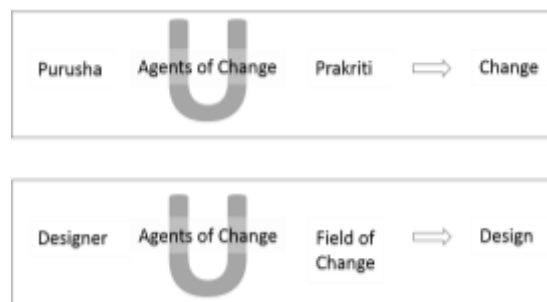 Purusha Agents of Change Prakriti Change
Designer Agents of Change Field of Design
Change